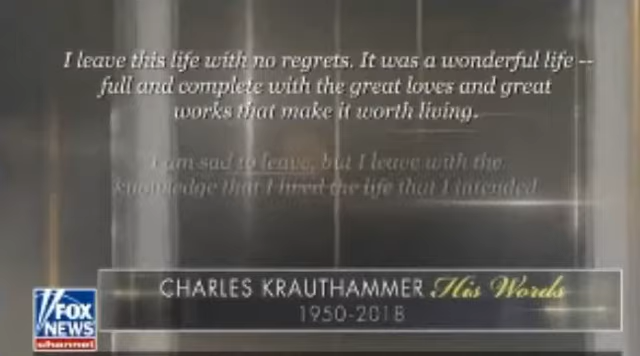 I leave this life with no regrets. It was a wonderful life --
full and complete with the great loves and great
works that make it worth living.
I am sad to leave, but I leave with the
knowledge that I lived the life that I intended
CHARLES KRAUTHAMMER His Words
1950-2018
FOX
NEWS
channel